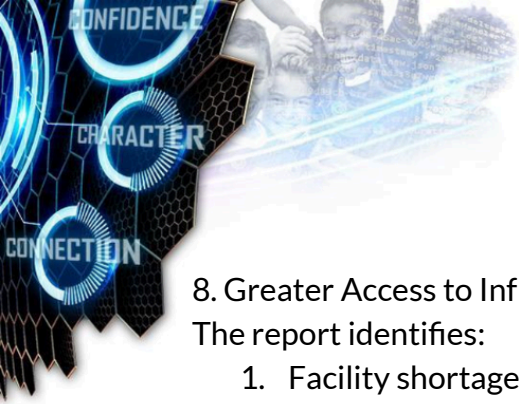 CONFIDENCE
CHARACTER
CONNECTION
8. Greater Access to Inf
The report identifies:
1. Facility shortage